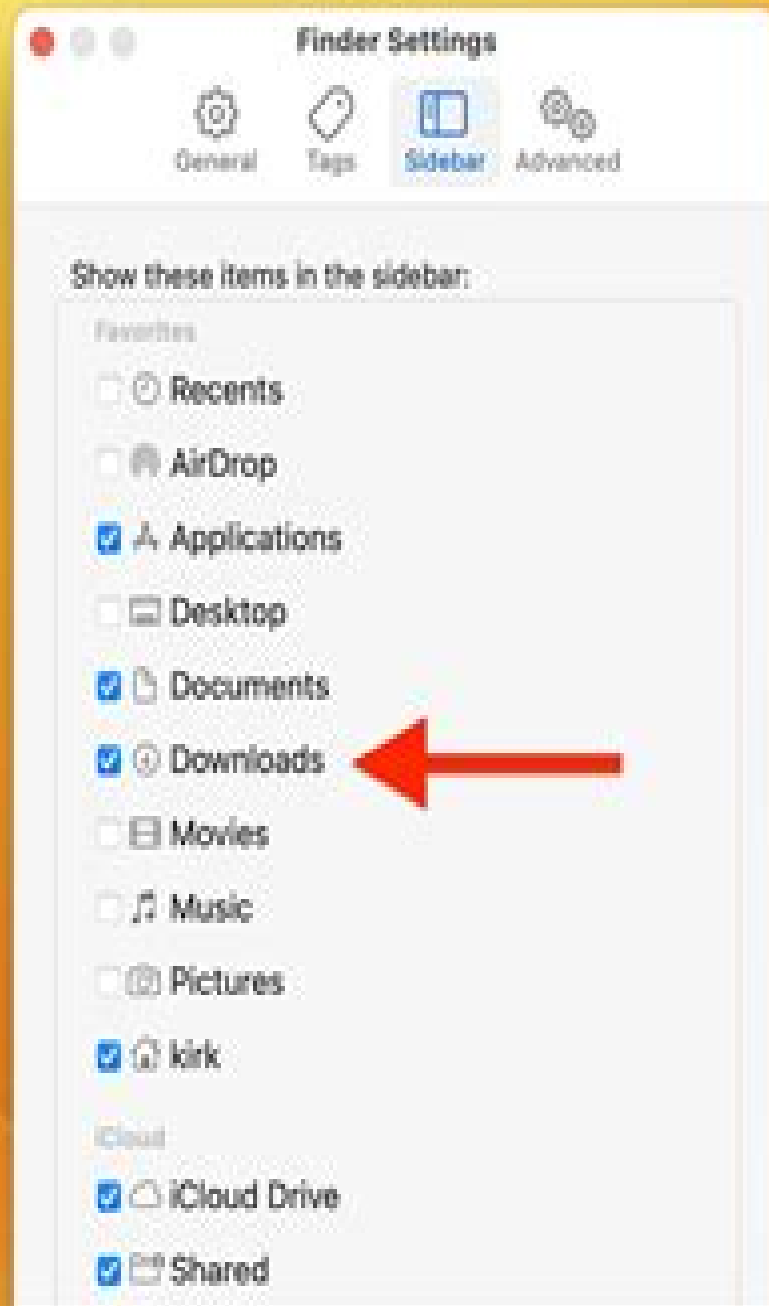 Finder Settings
General Tags Sidebar Advanced
Show these items in the sidebar:
Favorites
Recents
AirDrop
Applications
Desktop
Documents
Downloads
Movies
Music
Pictures
kirk
iCloud
iCloud Drive
Shared